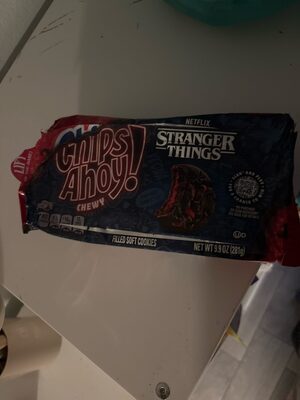 CHIPS
AHOY!
CHEWY
NETFLIX
STRANGER
THINGS
FILLED SOFT COOKIES
NET WT 9.9 OZ (281g)